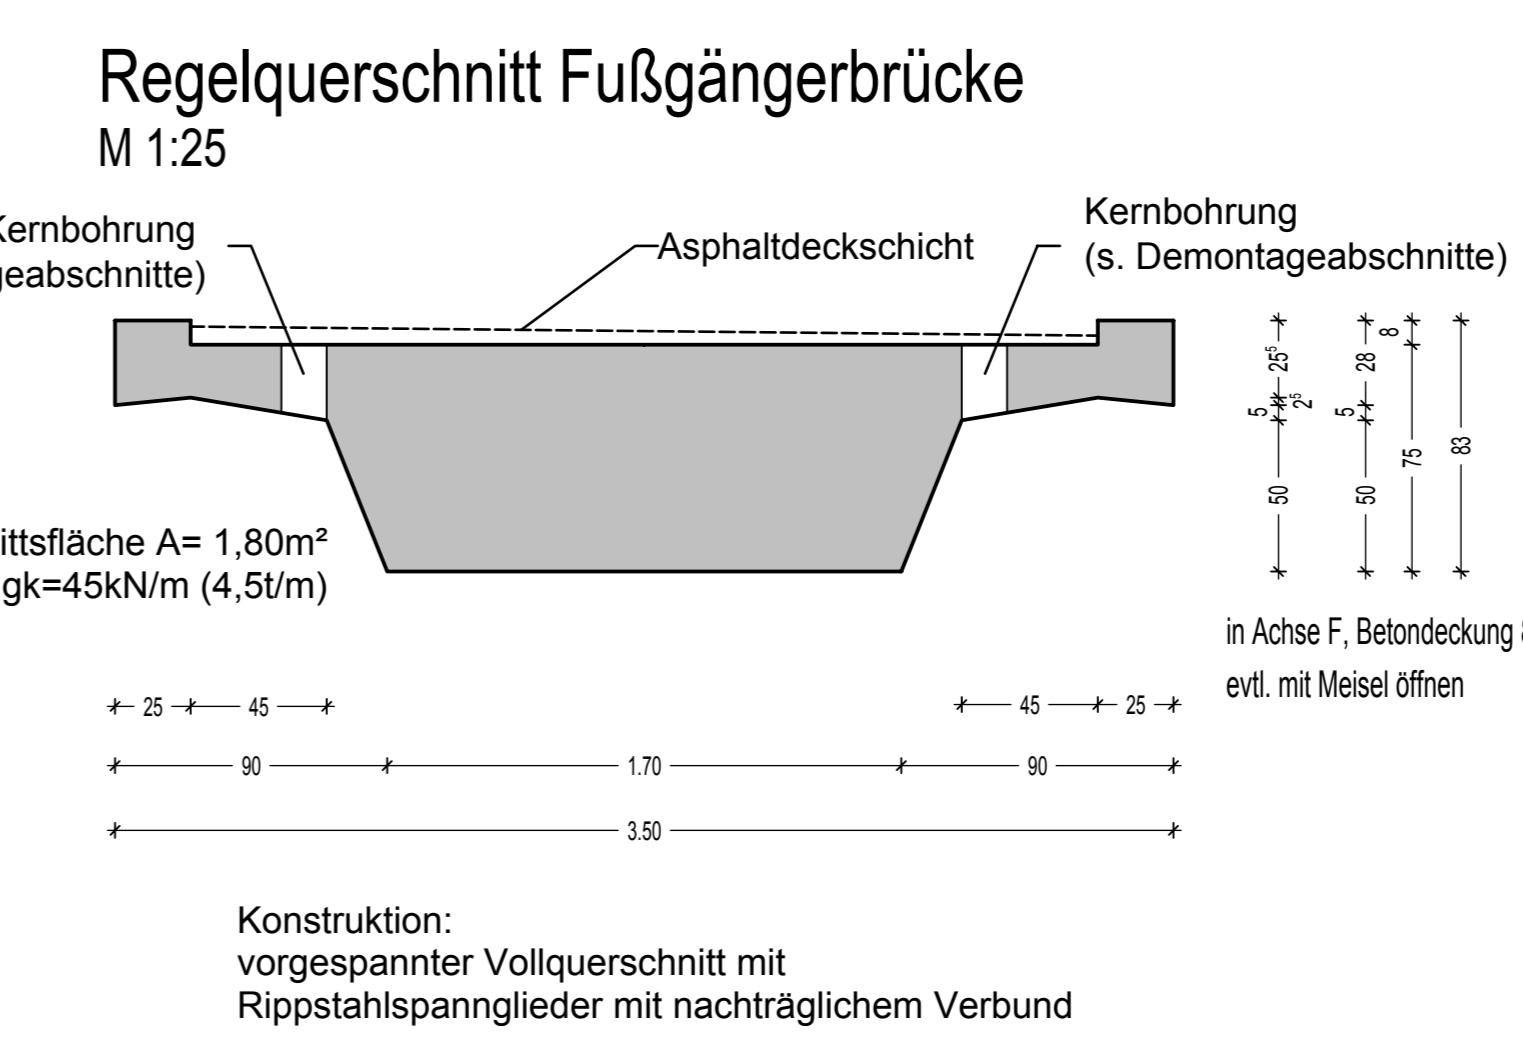 Regelquerschnitt Fußgängerbrücke
M 1:25
Kernbohrung
geabschnitte)
Asphaltdeckschicht
Kernbohrung
(s. Demontageabschnitte)
25⁵
5
2⁵
50
28
5
50
8
75
83
ittsfläche A= 1,80m²
gk=45kN/m (4,5t/m)
in Achse F, Betondeckung
evtl. mit Meisel öffnen
25 45 45 25
90 1.70 90
3.50
Konstruktion:
vorgespannter Vollquerschnitt mit
Rippstahlspannglieder mit nachträglichem Verbund